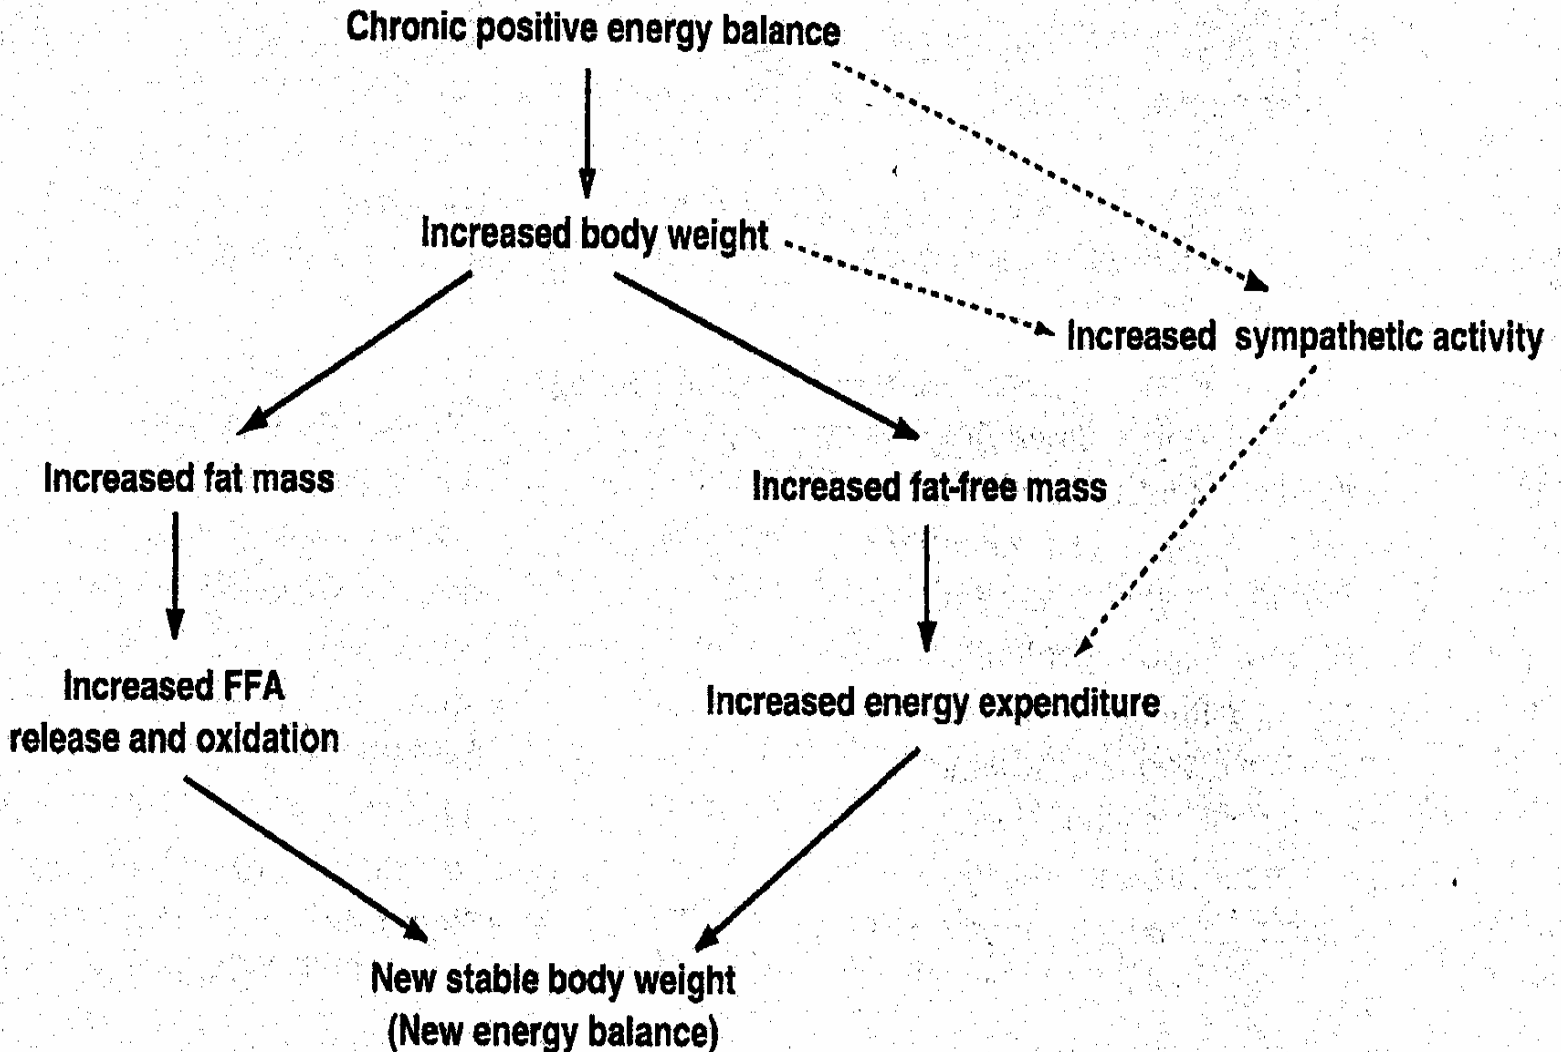 Chronic positive energy balance
Increased body weight
Increased sympathetic activity
Increased fat mass
Increased fat-free mass
Increased FFA
release and oxidation
Increased energy expenditure
New stable body weight
(New energy balance)